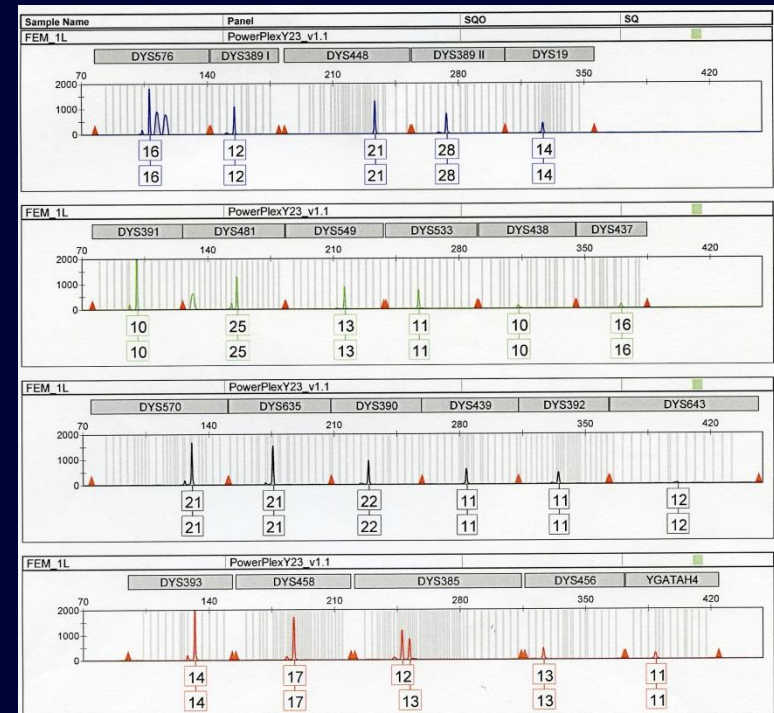 Sample Name Panel SQO SQ
FEM_1L PowerPlexY23_v1.1
DYS576 DYS389 I DYS448 DYS389 II DYS19
70 140 210 280 350 420
2000
1000
0
16 12 21 28 14
16 12 21 28 14
FEM_1L PowerPlexY23_v1.1
DYS391 DYS481 DYS549 DYS533 DYS438 DYS437
70 140 210 280 350 420
2000
1000
0
10 25 13 11 10 16
10 25 13 11 10 16
FEM_1L PowerPlexY23_v1.1
DYS570 DYS635 DYS390 DYS439 DYS392 DYS643
70 140 210 280 350 420
2000
1000
0
21 21 22 11 11 12
21 21 22 11 11 12
FEM_1L PowerPlexY23_v1.1
DYS393 DYS458 DYS385 DYS456 YGATAH4
70 140 210 280 350 420
2000
1000
0
14 17 12 13 11
14 17 13 13 11